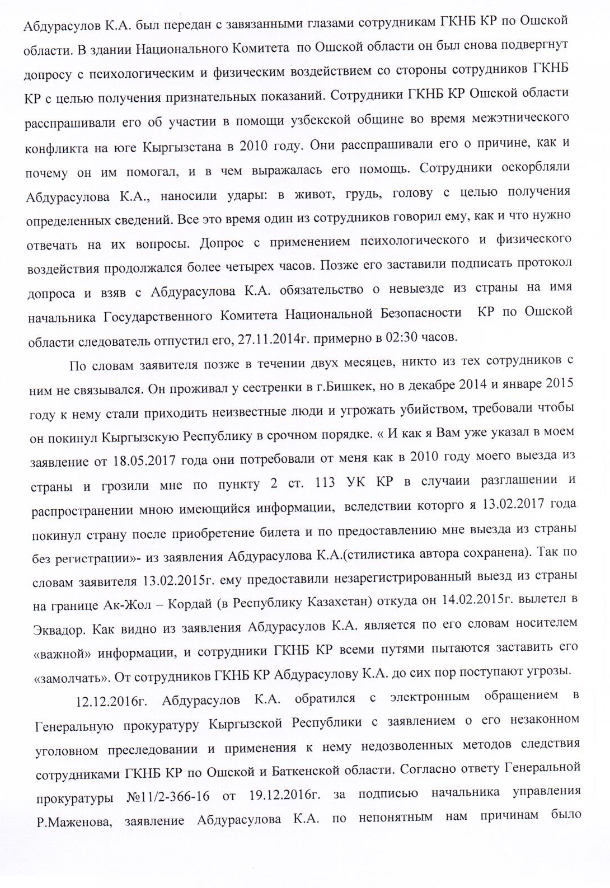 Абдурасулов К.А. был передан с завязанными глазами сотрудникам ГКНБ КР по Ошской
области. В здании Национального Комитета по Ошской области он был снова подвергнут
допросу с психологическим и физическим воздействием со стороны сотрудников ГКНБ
КР с целью получения признательных показаний. Сотрудники ГКНБ КР Ошской области
расспрашивали его об участии в помощи узбекской общине во время межэтнического
конфликта на юге Кыргызстана в 2010 году. Они расспрашивали его о причине, как и
почему он им помогал, и в чем выражалась его помощь. Сотрудники оскорбляли
Абдурасулова К.А., наносили удары: в живот, грудь, голову с целью получения
определенных сведений. Все это время один из сотрудников говорил ему, как и что нужно
отвечать на их вопросы. Допрос с применением психологического и физического
воздействия продолжался более четырех часов. Позже его заставили подписать протокол
допроса и взяв с Абдурасулова К.А. обязательство о невыезде из страны на имя
начальника Государственного Комитета Национальной Безопасности КР по Ошской
области следователь отпустил его, 27.11.2014г. примерно в 02:30 часов.
По словам заявителя позже в течении двух месяцев, никто из тех сотрудников с
ним не связывался. Он проживал у сестренки в г.Бишкек, но в декабре 2014 и январе 2015
году к нему стали приходить неизвестные люди и угрожать убийством, требовали чтобы
он покинул Кыргызскую Республику в срочном порядке. « И как я Вам уже указал в моем
заявление от 18.05.2017 года они потребовали от меня как в 2010 году моего выезда из
страны и грозили мне по пункту 2 ст. 113 УК КР в случаии разглашении и
распространении мною имеющийся информации, вследствии которго я 13.02.2017 года
покинул страну после приобретение билета и по предоставлению мне выезда из страны
без регистрации»- из заявления Абдурасулова К.А.(стилистика автора сохранена). Так по
словам заявителя 13.02.2015г. ему предоставили незарегистрированный выезд из страны
на границе Ак-Жол – Кордай (в Республику Казахстан) откуда он 14.02.2015г. вылетел в
Эквадор. Как видно из заявления Абдурасулов К.А. является по его словам носителем
«важной» информации, и сотрудники ГКНБ КР всеми путями пытаются заставить его
«замолчать». От сотрудников ГКНБ КР Абдурасулову К.А. до сих пор поступают угрозы.
12.12.2016г. Абдурасулов К.А. обратился с электронным обращением в
Генеральную прокуратуру Кыргызской Республики с заявлением о его незаконном
уголовном преследовании и применения к нему недозволенных методов следствия
сотрудниками ГКНБ КР по Ошской и Баткенской области. Согласно ответу Генеральной
прокуратуры №11/2-366-16 от 19.12.2016г. за подписью начальника управления
Р.Маженова, заявление Абдурасулова К.А. по непонятным нам причинам было